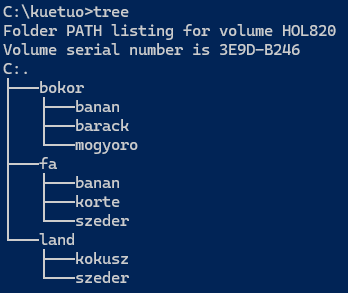 C:\kuetuo>tree
Folder PATH listing for volume HOL820
Volume serial number is 3E9D-B246
C:.
├───bokor
│   ├───banan
│   ├───barack
│   └───mogyoro
├───fa
│   ├───banan
│   ├───korte
│   └───szeder
└───land
    ├───kokusz
    └───szeder